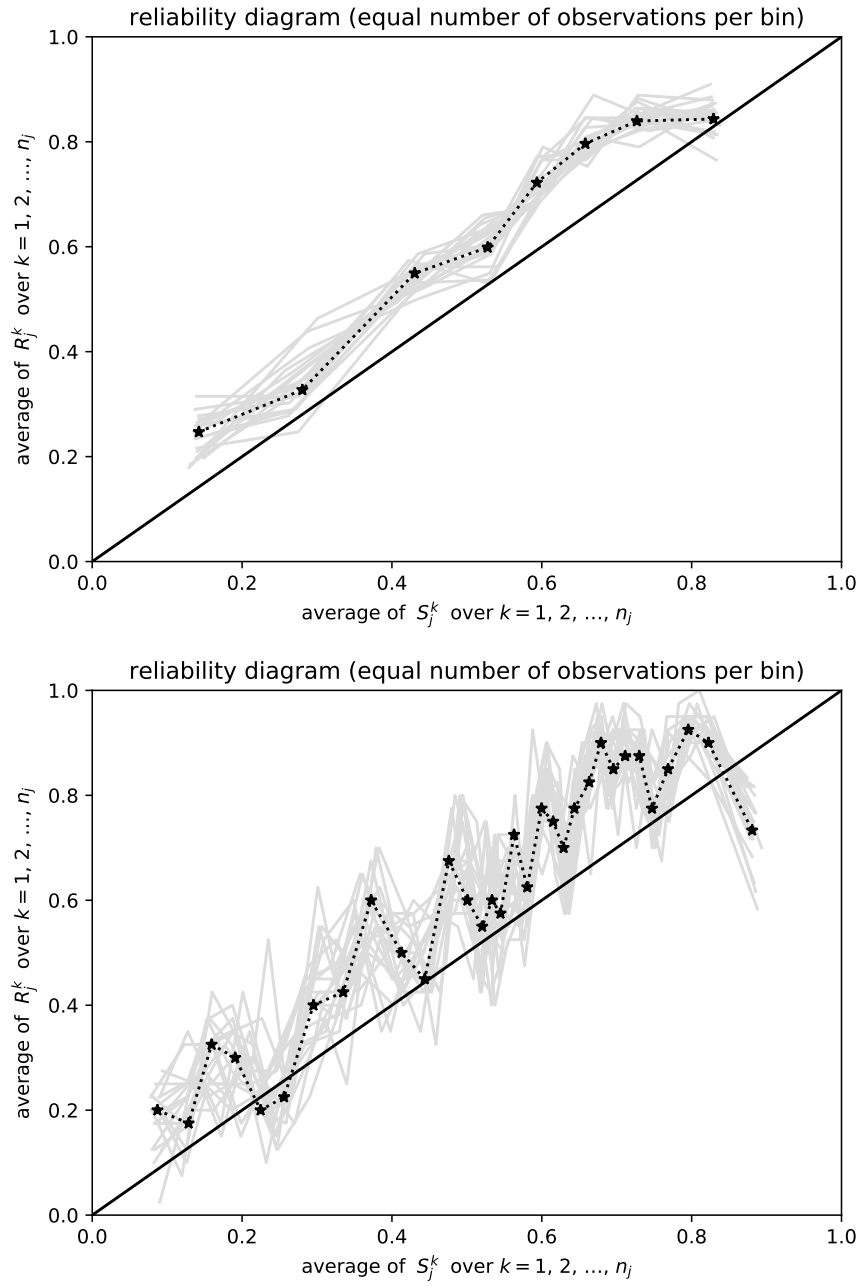 reliability diagram (equal number of observations per bin)
1.0
0.8
0.6
0.4
0.2
0.0
average of R_j^k over k = 1, 2, ..., n_j
0.0 0.2 0.4 0.6 0.8 1.0
average of S_j^k over k = 1, 2, ..., n_j
reliability diagram (equal number of observations per bin)
1.0
0.8
0.6
0.4
0.2
0.0
average of R_j^k over k = 1, 2, ..., n_j
0.0 0.2 0.4 0.6 0.8 1.0
average of S_j^k over k = 1, 2, ..., n_j